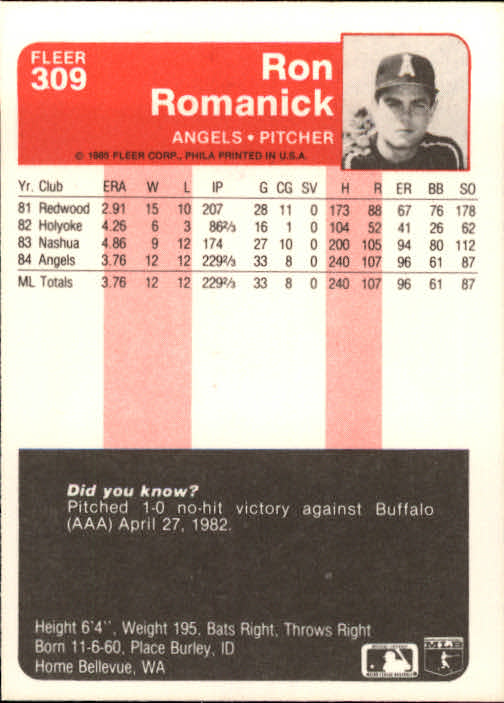 FLEER
309
Ron
Romanick
ANGELS • PITCHER
© 1985 FLEER CORP., PHILA PRINTED IN U.S.A.
Yr. Club ERA W L IP G CG SV H R ER BB SO
81 Redwood 2.91 15 10 207 28 11 0 173 88 67 76 178
82 Holyoke 4.26 6 3 86 2/3 16 1 0 104 52 41 26 62
83 Nashua 4.86 9 12 174 27 10 0 200 105 94 80 112
84 Angels 3.76 12 12 229 2/3 33 8 0 240 107 96 61 87
ML Totals 3.76 12 12 229 2/3 33 8 0 240 107 96 61 87
Did you know?
Pitched 1-0 no-hit victory against Buffalo
(AAA) April 27, 1982.
Height 6'4'', Weight 195, Bats Right, Throws Right
Born 11-6-60, Place Burley, ID
Home Bellevue, WA